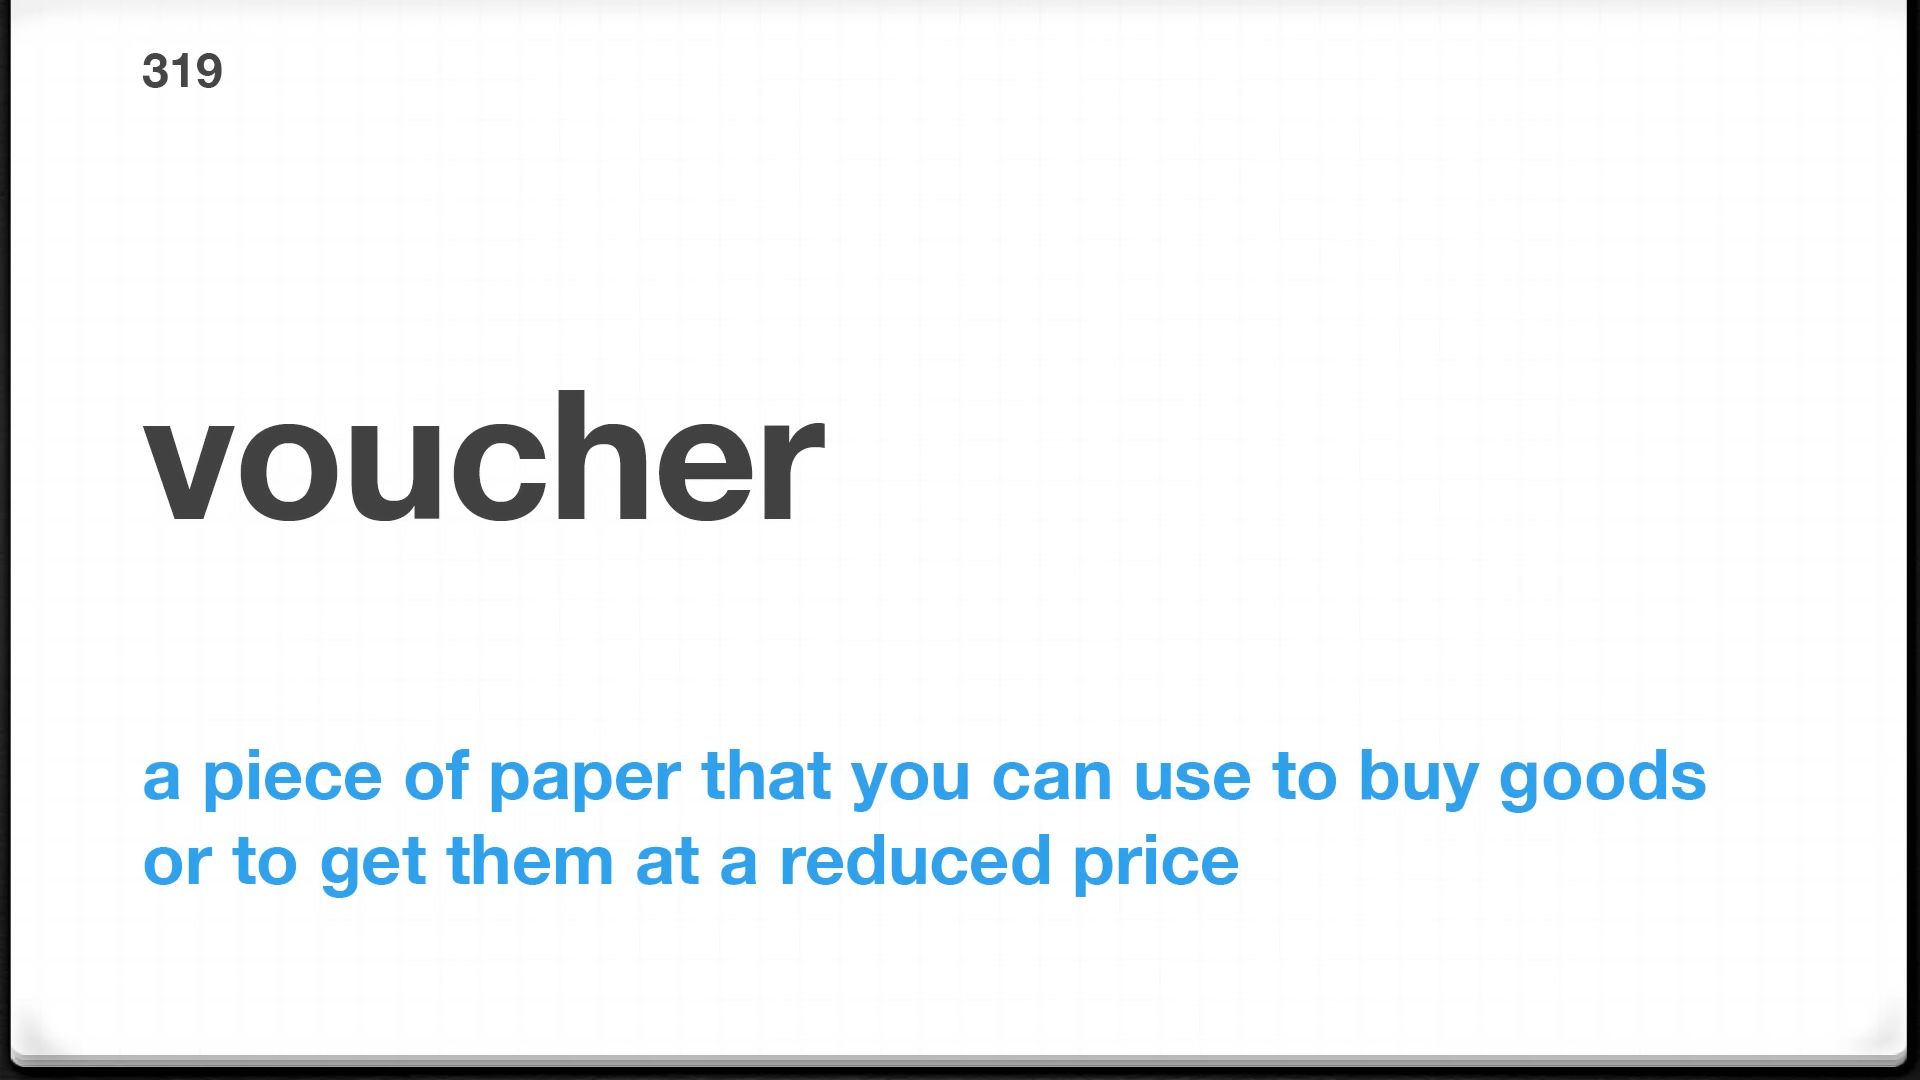 319
voucher
a piece of paper that you can use to buy goods
or to get them at a reduced price